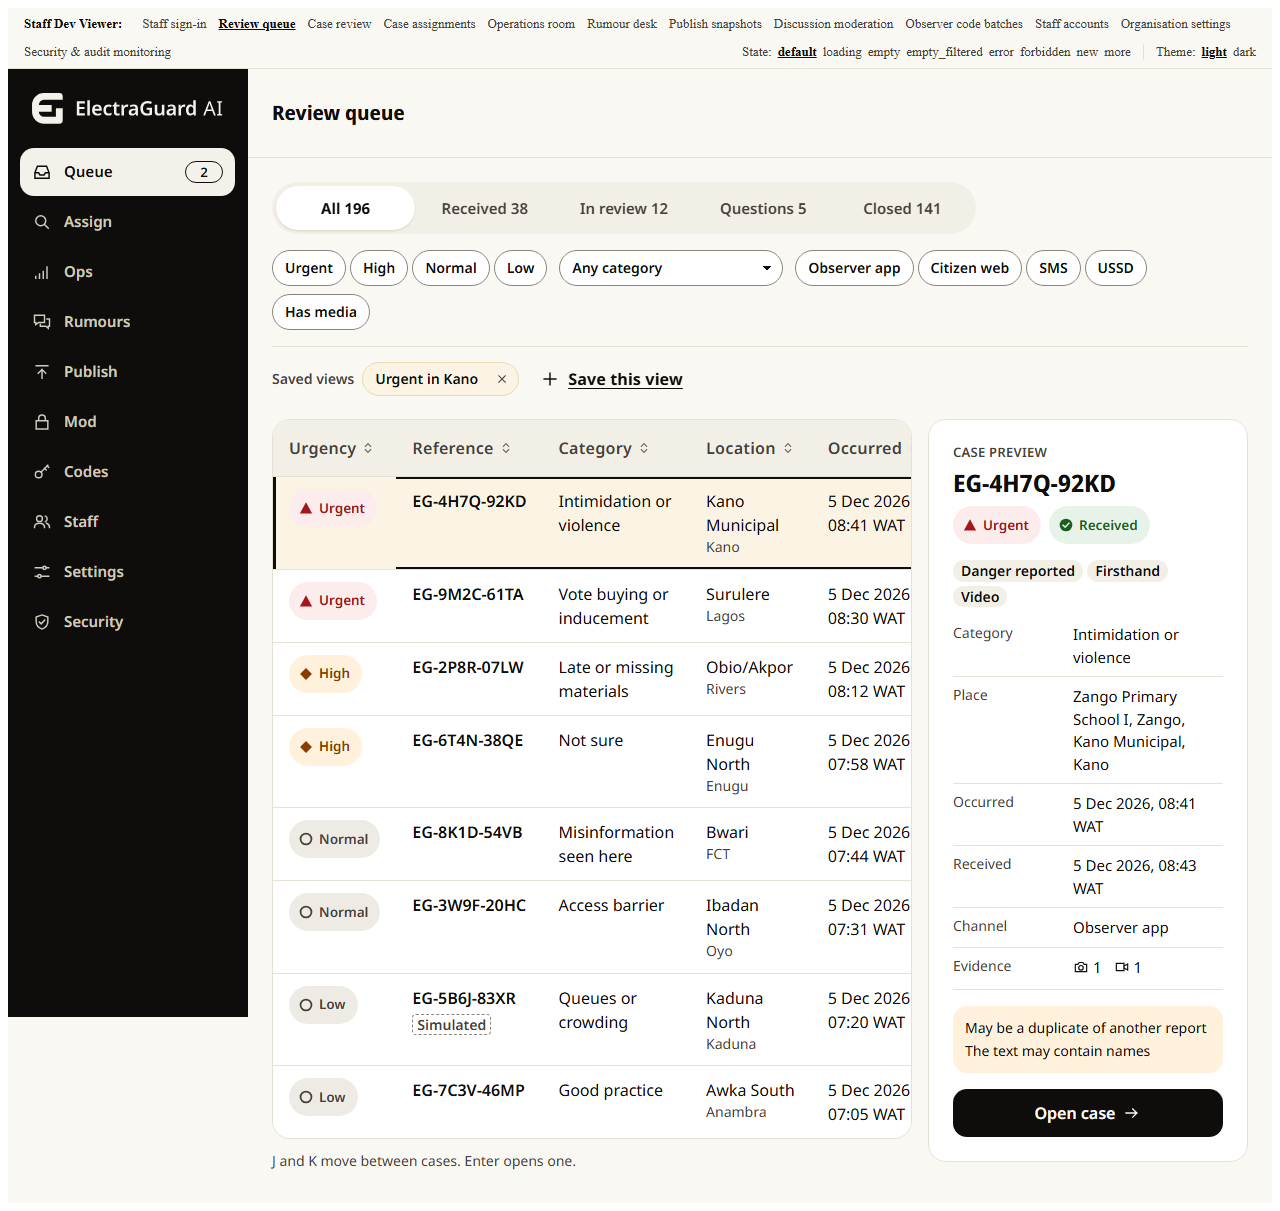 Staff Dev Viewer: Staff sign-in Review queue Case review Case assignments Operations room Rumour desk Publish snapshots Discussion moderation Observer code batches Staff accounts Organisation settings
Security & audit monitoring State: default loading empty empty_filtered error forbidden new more Theme: light dark
ElectraGuard AI
Queue 2
Assign
Ops
Rumours
Publish
Mod
Codes
Staff
Settings
Security
Review queue
All 196 Received 38 In review 12 Questions 5 Closed 141
Urgent High Normal Low Any category Observer app Citizen web SMS USSD
Has media
Saved views Urgent in Kano Save this view
Urgency Reference Category Location Occurred
Urgent EG-4H7Q-92KD Intimidation or Kano 5 Dec 2026
violence Municipal 08:41 WAT
Kano
Urgent EG-9M2C-61TA Vote buying or Surulere 5 Dec 2026
inducement Lagos 08:30 WAT
High EG-2P8R-07LW Late or missing Obio/Akpor 5 Dec 2026
materials Rivers 08:12 WAT
High EG-6T4N-38QE Not sure Enugu 5 Dec 2026
North 07:58 WAT
Enugu
Normal EG-8K1D-54VB Misinformation Bwari 5 Dec 2026
seen here FCT 07:44 WAT
Normal EG-3W9F-20HC Access barrier Ibadan 5 Dec 2026
North 07:31 WAT
Oyo
Low EG-5B6J-83XR Queues or Kaduna 5 Dec 2026
Simulated crowding North 07:20 WAT
Kaduna
Low EG-7C3V-46MP Good practice Awka South 5 Dec 2026
Anambra 07:05 WAT
J and K move between cases. Enter opens one.
CASE PREVIEW
EG-4H7Q-92KD
Urgent Received
Danger reported Firsthand
Video
Category Intimidation or
violence
Place Zango Primary
School I, Zango,
Kano Municipal,
Kano
Occurred 5 Dec 2026, 08:41
WAT
Received 5 Dec 2026, 08:43
WAT
Channel Observer app
Evidence 1 1
May be a duplicate of another report
The text may contain names
Open case